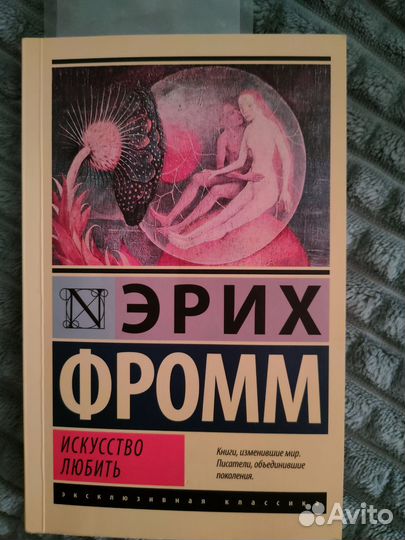 N
ЭРИХ
ФРОММ
ИСКУССТВО
ЛЮБИТЬ
Книги, изменившие мир.
Писатели, объединившие
поколения.
эксклюзивная классика
Avito